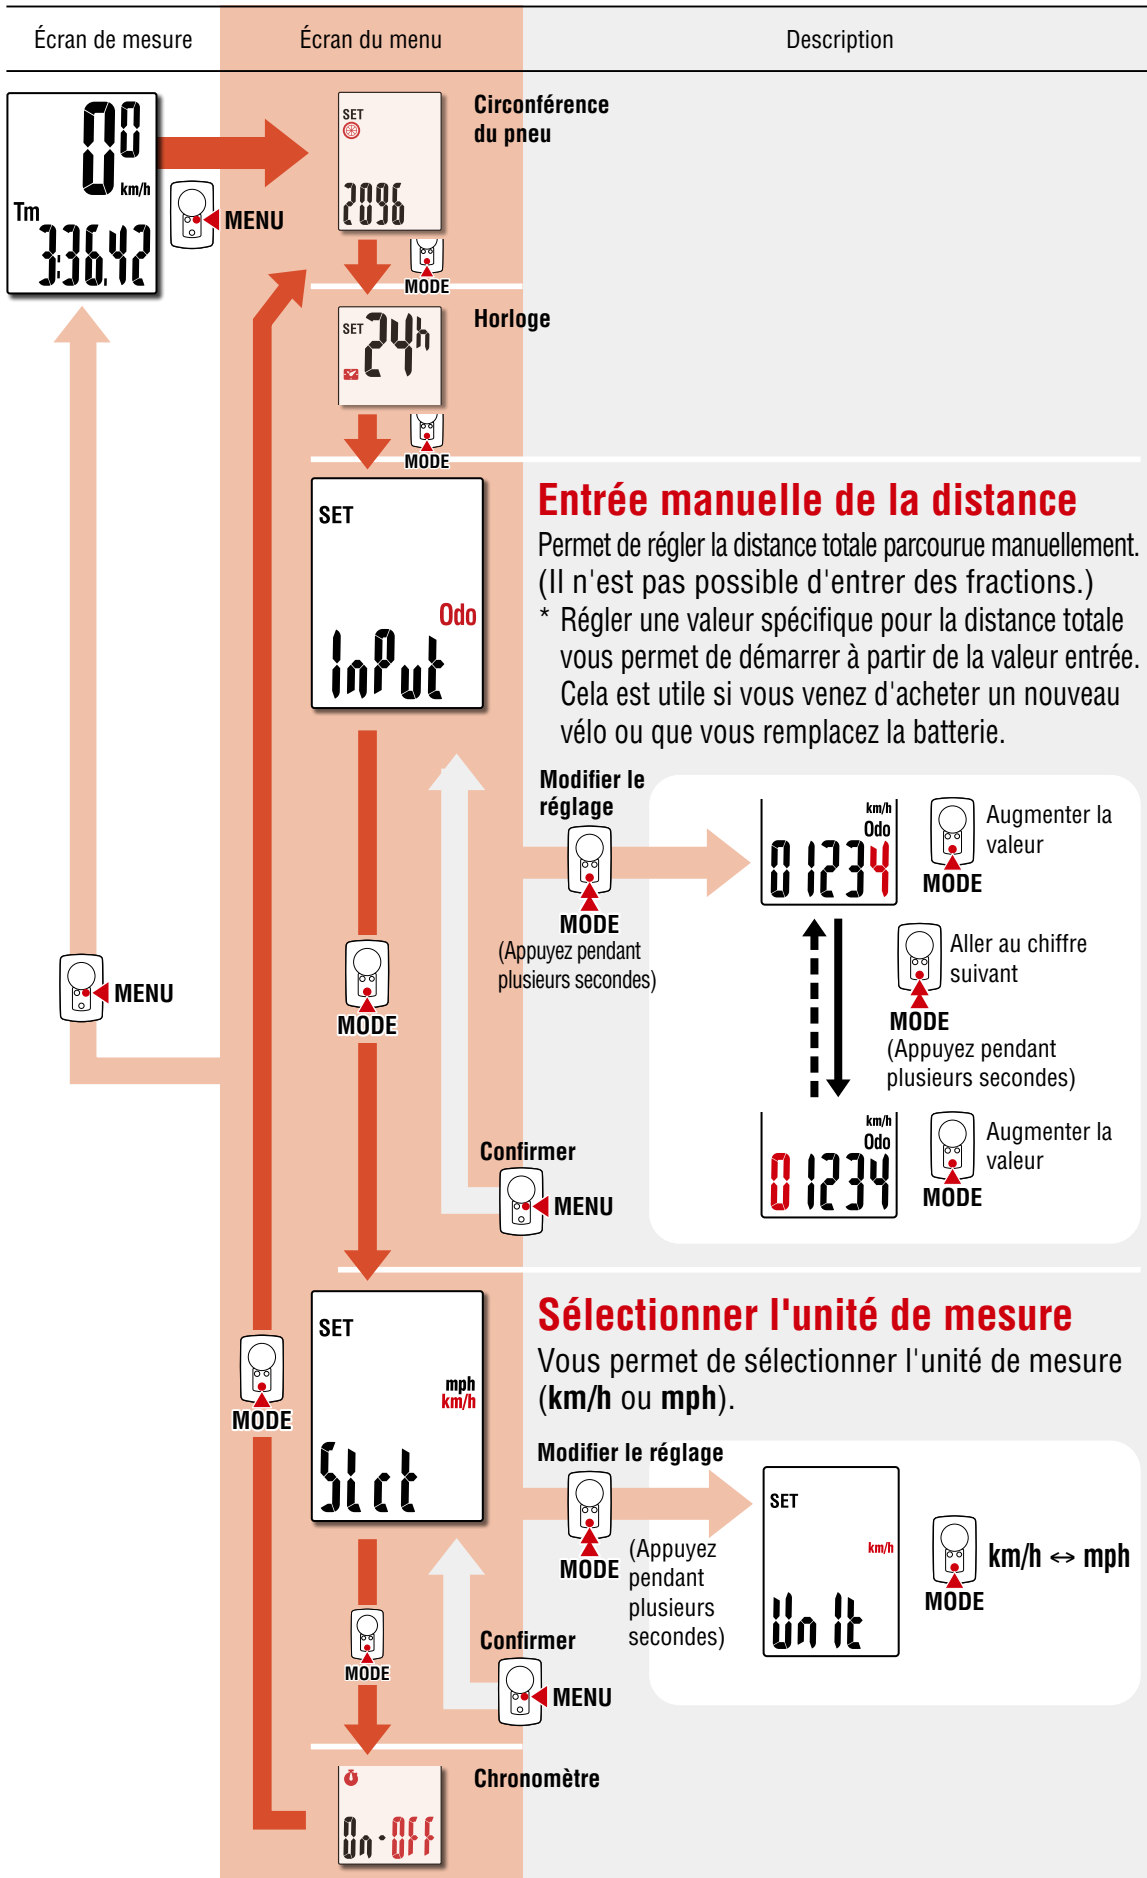 Écran de mesure
Écran du menu
Description
00
km/h
Tm
3:36.42
MENU
SET
2096
Circonférence
du pneu
MODE
SET 24h
Horloge
MODE
SET
Odo
InPut
Entrée manuelle de la distance
Permet de régler la distance totale parcourue manuellement.
(Il n'est pas possible d'entrer des fractions.)
* Régler une valeur spécifique pour la distance totale
vous permet de démarrer à partir de la valeur entrée.
Cela est utile si vous venez d'acheter un nouveau
vélo ou que vous remplacez la batterie.
Modifier le
réglage
MODE
(Appuyez pendant
plusieurs secondes)
km/h
Odo
01234
Augmenter la
valeur
MODE
Aller au chiffre
suivant
MODE
(Appuyez pendant
plusieurs secondes)
km/h
Odo
01234
Augmenter la
valeur
MODE
MENU
MODE
Confirmer
MENU
SET
mph
km/h
Slct
Sélectionner l'unité de mesure
Vous permet de sélectionner l'unité de mesure
(km/h ou mph).
MODE
Modifier le réglage
MODE
(Appuyez
pendant
plusieurs
secondes)
SET
km/h
UnIt
MODE
km/h ⇔ mph
MODE
Confirmer
MENU
On-OFF
Chronomètre